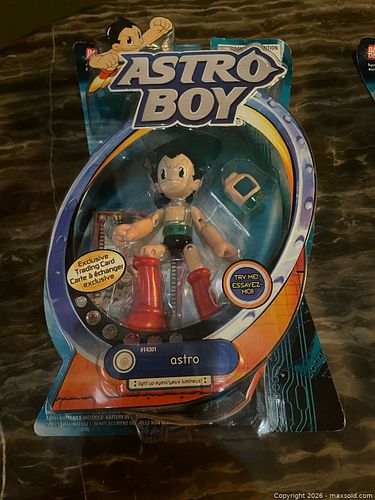 ASTRO
BOY
Exclusive
Trading Card
Carte à échanger
exclusive
TRY ME!
ESSAYEZ-
MOI!
#14301
astro
light up eyes!/yeux lumineux!
Copyright 2026 - maxsold.com